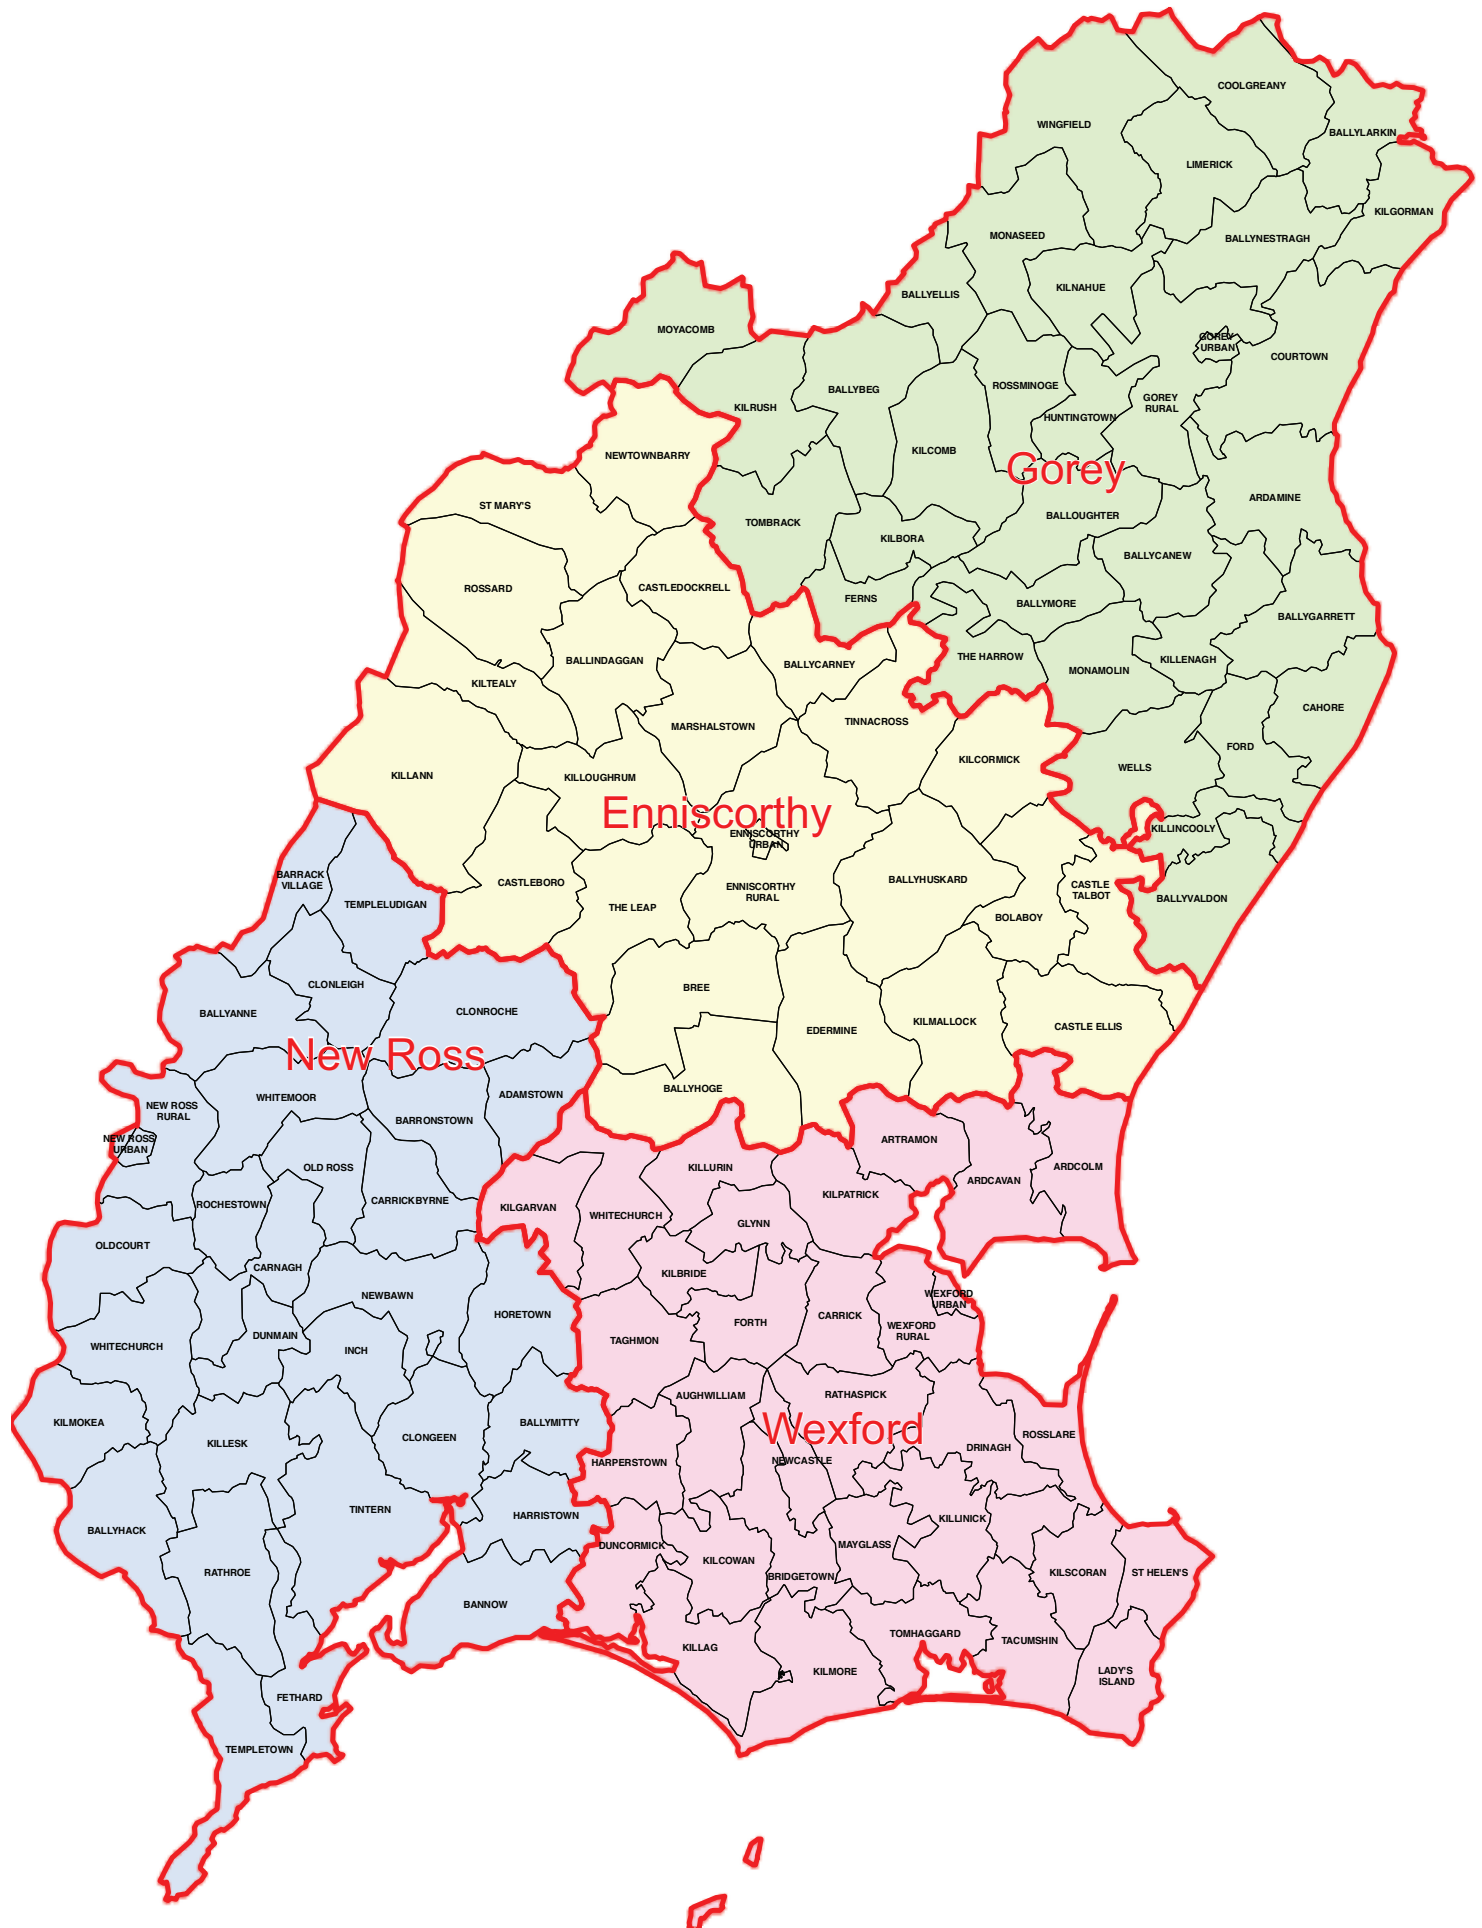 COOLGREANY
WINGFIELD
BALLYLARKIN
LIMERICK
KILGORMAN
MONASEED
BALLYNESTRAGH
KILNAHUE
BALLYELLIS
MOYACOMB
GOREY
URBAN
COURTOWN
ROSSMINOGE
BALLYBEG
KILRUSH
GOREY
RURAL
HUNTINGTOWN
KILCOMB
NEWTOWNBARRY
Gorey
ARDAMINE
ST MARY'S
BALLOUGHTER
TOMBRACK
KILBORA
BALLYCANEW
ROSSARD
CASTLEDOCKRELL
FERNS
BALLYMORE
BALLYGARRETT
BALLINDAGGAN
BALLYCARNEY
THE HARROW
KILLENAGH
MONAMOLIN
KILTEALY
CAHORE
MARSHALSTOWN
TINNACROSS
FORD
KILCORMICK
WELLS
KILLANN
KILLOUGHRUM
Enniscorthy
ENNISCORTHY
URBAN
KILLINCOOLY
BARRACK
VILLAGE
CASTLEBORO
BALLYHUSKARD
ENNISCORTHY
RURAL
CASTLE
TALBOT
BALLYVALDON
TEMPLELUDIGAN
THE LEAP
BOLABOY
CLONLEIGH
BREE
BALLYANNE
CLONROCHE
KILMALLOCK
CASTLE ELLIS
EDERMINE
New Ross
BALLYHOGE
ADAMSTOWN
WHITEMOOR
NEW ROSS
RURAL
BARRONSTOWN
NEW ROSS
URBAN
ARTRAMON
OLD ROSS
KILLURIN
ARDCOLM
ARDCAVAN
KILPATRICK
ROCHESTOWN
CARRICKBYRNE
KILGARVAN
WHITECHURCH
GLYNN
OLDCOURT
CARNAGH
KILBRIDE
NEWBAWN
WEXFORD
URBAN
HORETOWN
CARRICK
FORTH
WEXFORD
RURAL
DUNMAIN
TAGHMON
WHITECHURCH
INCH
AUGHWILLIAM
RATHASPICK
KILMOKEA
BALLYMITTY
Wexford
ROSSLARE
CLONGEEN
KILLESK
DRINAGH
HARPERSTOWN
NEWCASTLE
TINTERN
HARRISTOWN
KILLINICK
BALLYHACK
DUNCORMICK
MAYGLASS
KILCOWAN
RATHROE
BRIDGETOWN
KILSCORAN
ST HELEN'S
BANNOW
TOMHAGGARD
TACUMSHIN
KILLAG
KILMORE
LADY'S
ISLAND
FETHARD
TEMPLETOWN